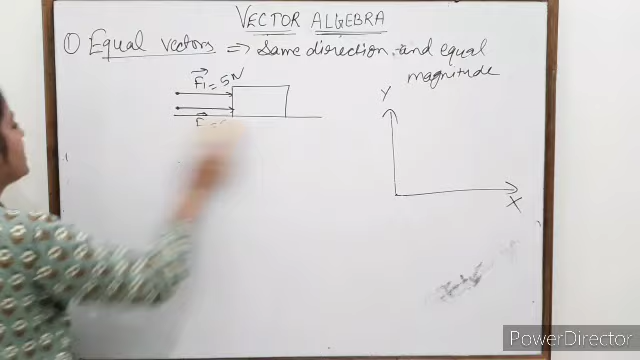 VECTOR ALGEBRA
① Equal vectors => Same direction and equal
magnitude
F₁ = 5N
Y
X
PowerDirector